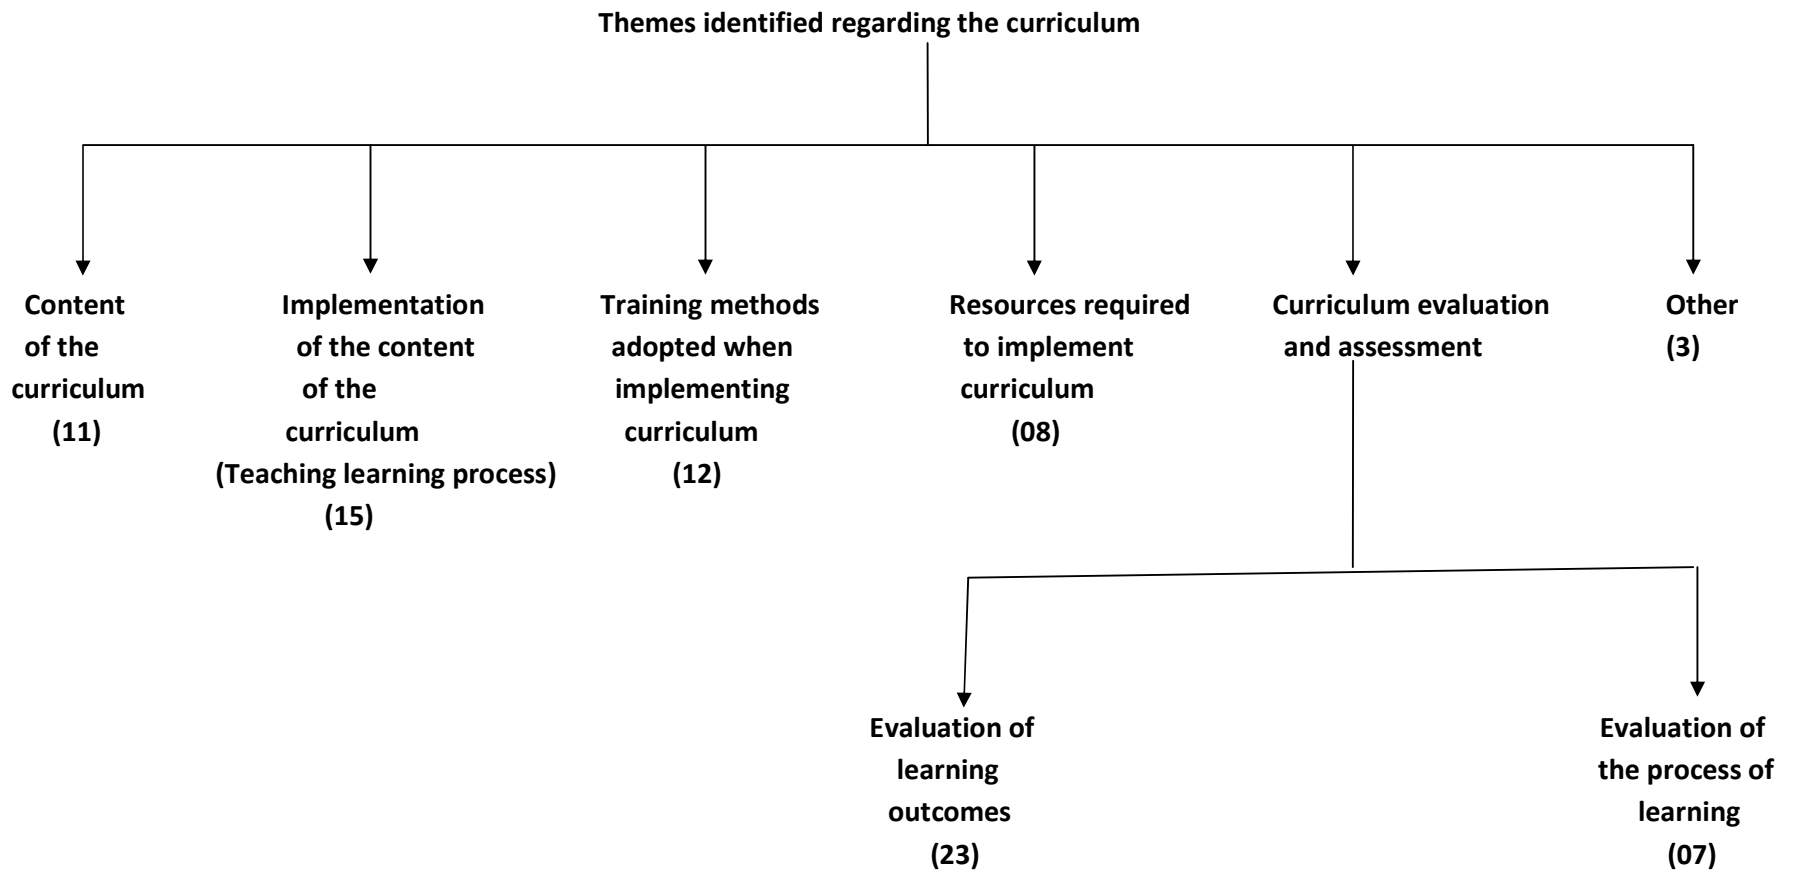 Themes identified regarding the curriculum
Content
of the
curriculum
(11)
Implementation
of the content
of the
curriculum
(Teaching learning process)
(15)
Training methods
adopted when
implementing
curriculum
(12)
Resources required
to implement
curriculum
(08)
Curriculum evaluation
and assessment
Other
(3)
Evaluation of
learning
outcomes
(23)
Evaluation of
the process of
learning
(07)